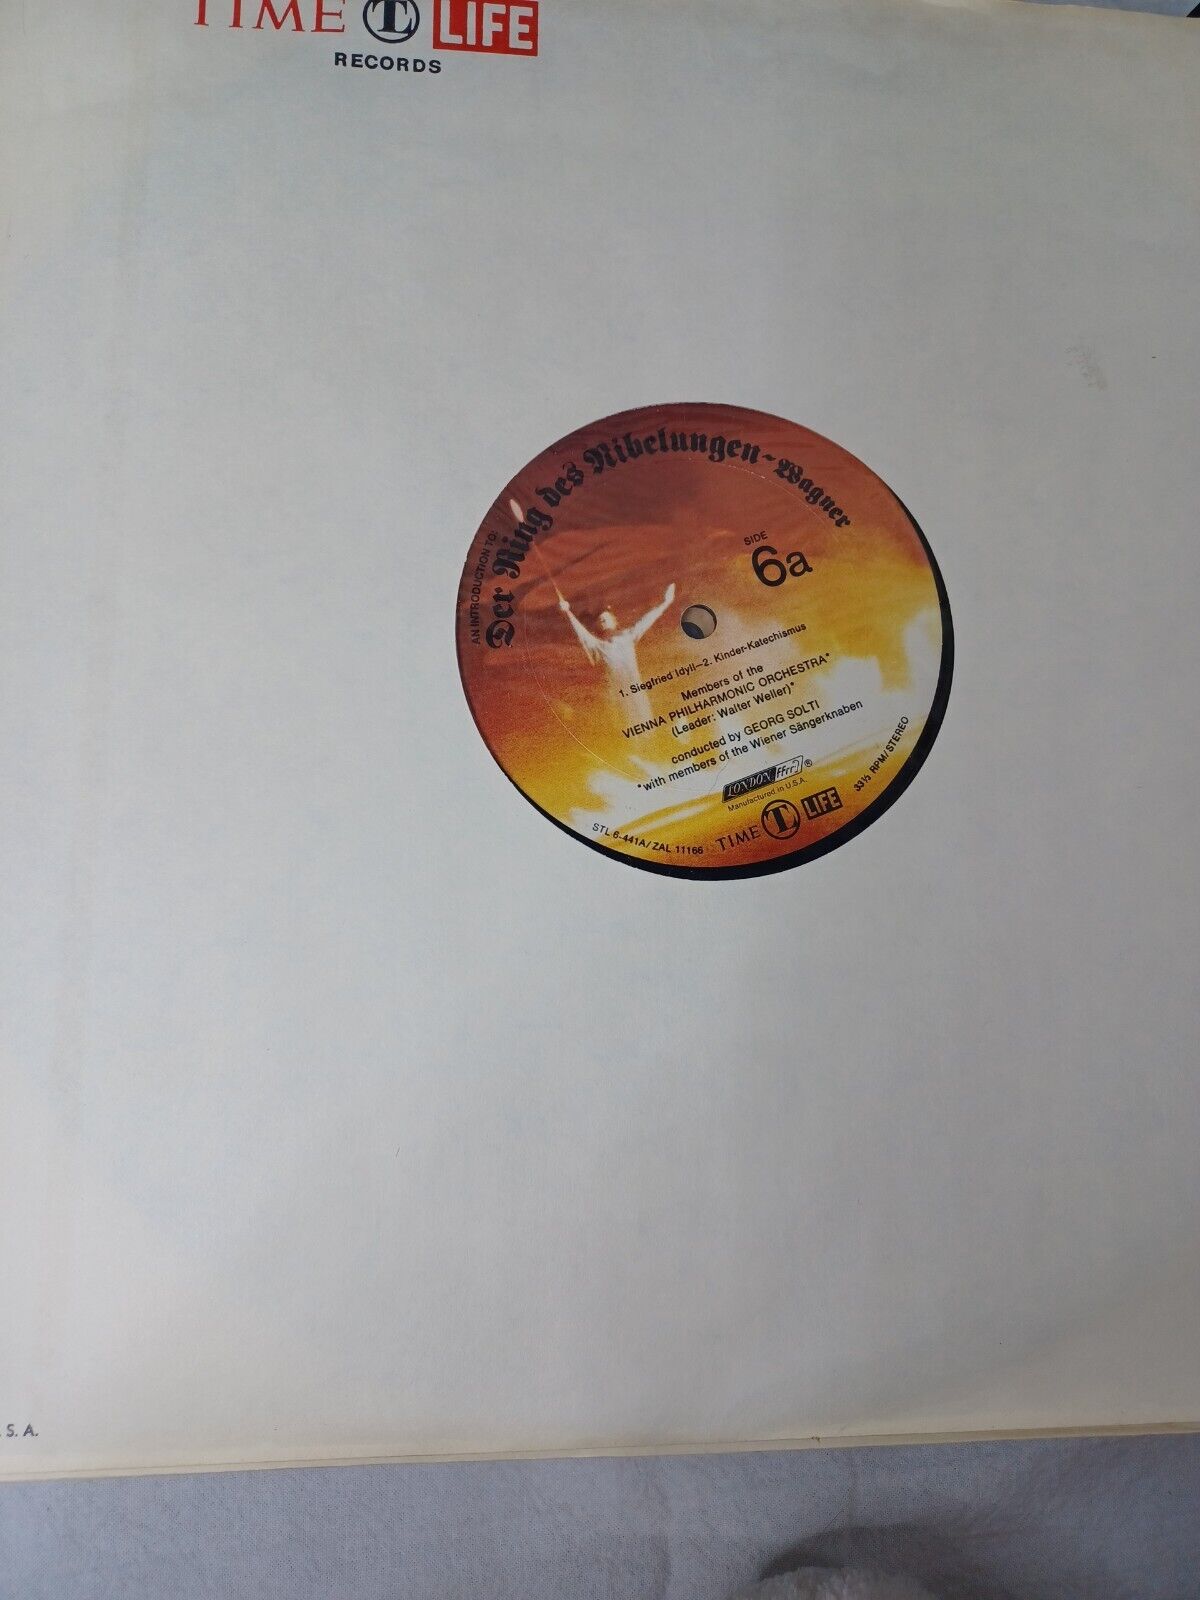 TIME TL LIFE
RECORDS
AN INTRODUCTION TO:
Der Ring des Nibelungen-Wagner
SIDE
6a
1. Siegfried Idyll—2. Kinder-Katechismus
Members of the
VIENNA PHILHARMONIC ORCHESTRA*
(Leader: Walter Weller)*
conducted by GEORG SOLTI
*with members of the Wiener Sängerknaben
LONDON ffrr ®
Manufactured in U.S.A.
STL 6-441A/ZAL 11166
TIME TL LIFE
33⅓ RPM/STEREO
. S. A.